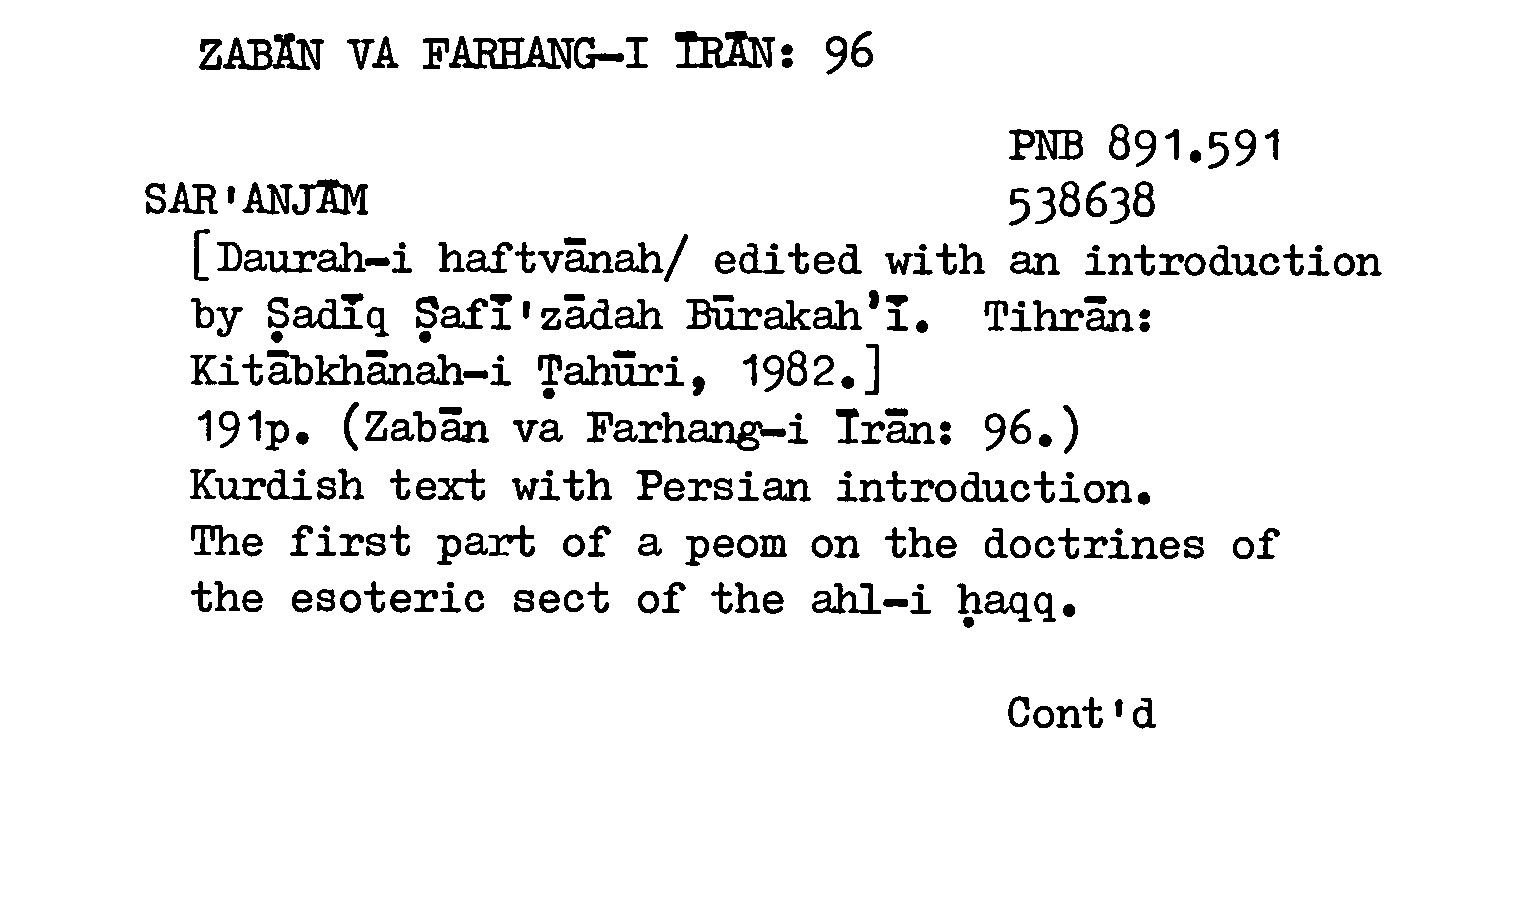 ZABĀN VA FARHANG-I ĪRĀN: 96
PNB 891.591
SAR'ANJĀM 538638
[Daurah-i haftvānah/ edited with an introduction
by Ṣadīq Ṣafī'zādah Būrakah'ī. Tihrān:
Kitābkhānah-i Ṭahūri, 1982.]
191p. (Zabān va Farhang-i Īrān: 96.)
Kurdish text with Persian introduction.
The first part of a peom on the doctrines of
the esoteric sect of the ahl-i ḥaqq.
Cont'd